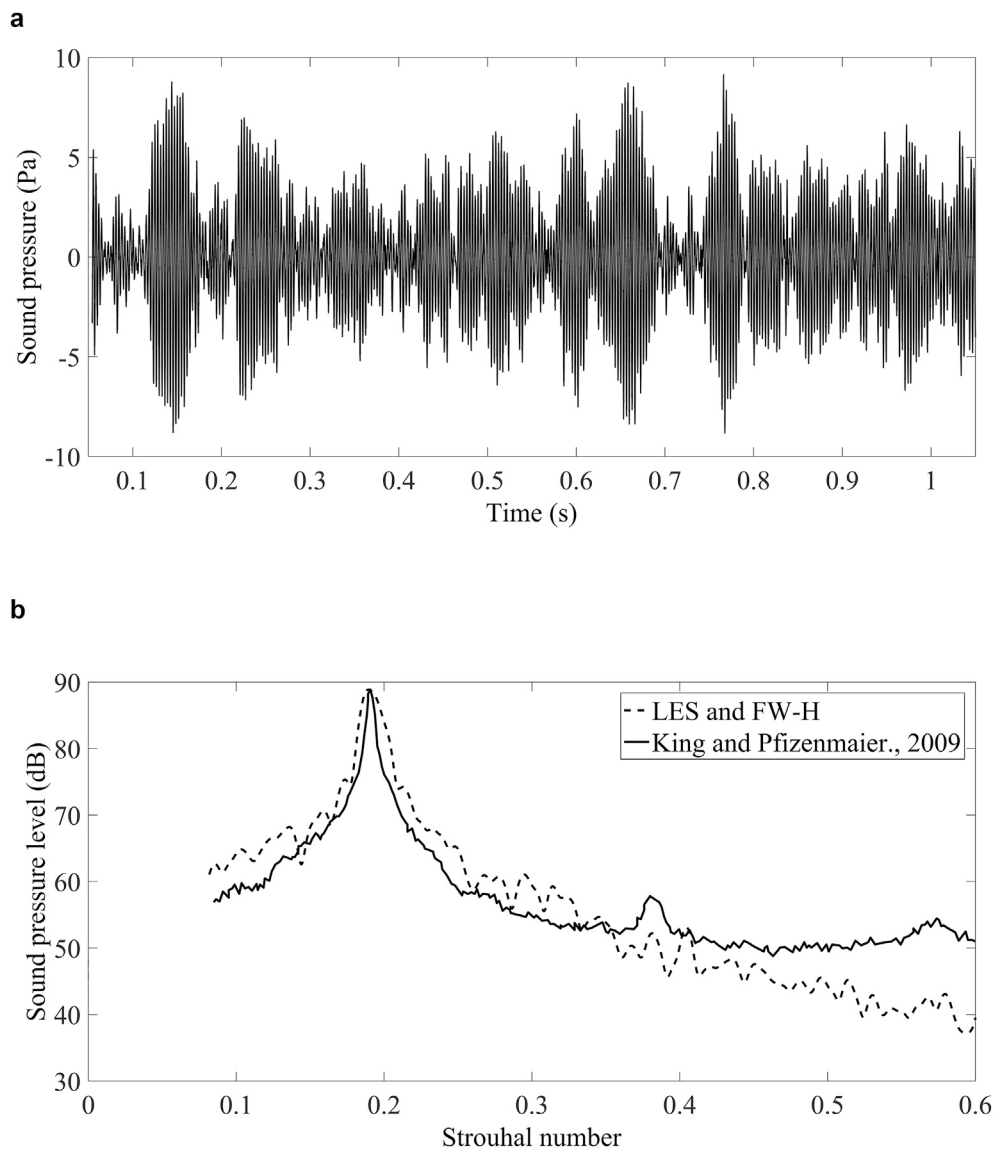 a
10
5
0
-5
-10
Sound pressure (Pa)
0.1 0.2 0.3 0.4 0.5 0.6 0.7 0.8 0.9 1
Time (s)
b
90
80
70
60
50
40
30
Sound pressure level (dB)
LES and FW-H
King and Pfizenmaier., 2009
0 0.1 0.2 0.3 0.4 0.5 0.6
Strouhal number